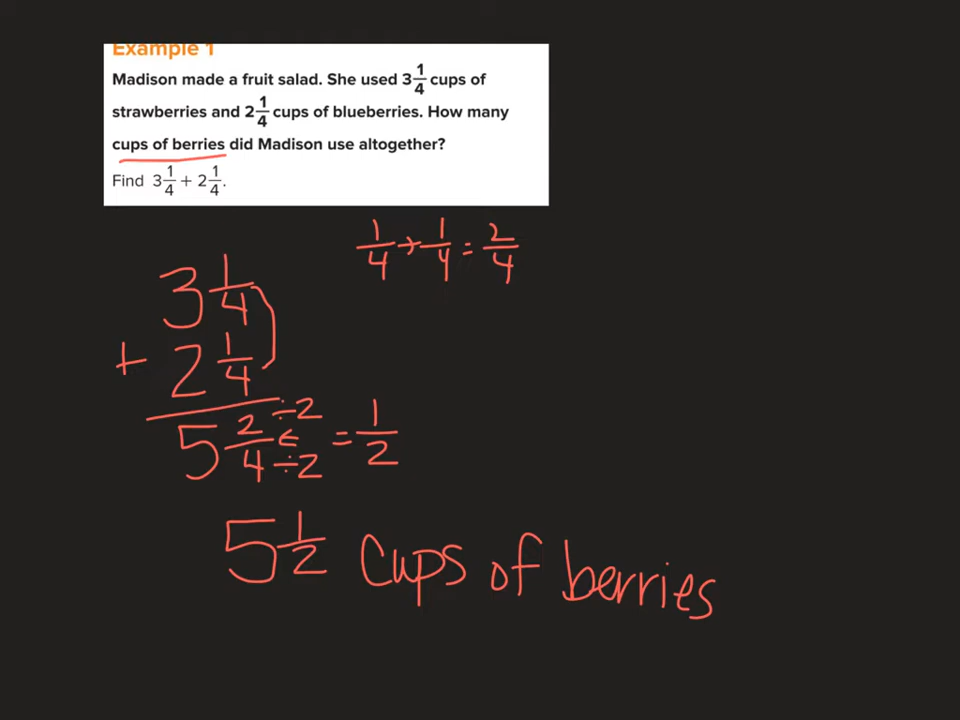 Example 1
Madison made a fruit salad. She used 3 1/4 cups of
strawberries and 2 1/4 cups of blueberries. How many
cups of berries did Madison use altogether?
Find 3 1/4 + 2 1/4.
1/4 + 1/4 = 2/4
3 1/4
+ 2 1/4
5 2/4 ÷2 ÷2 = 1/2
5 1/2 cups of berries